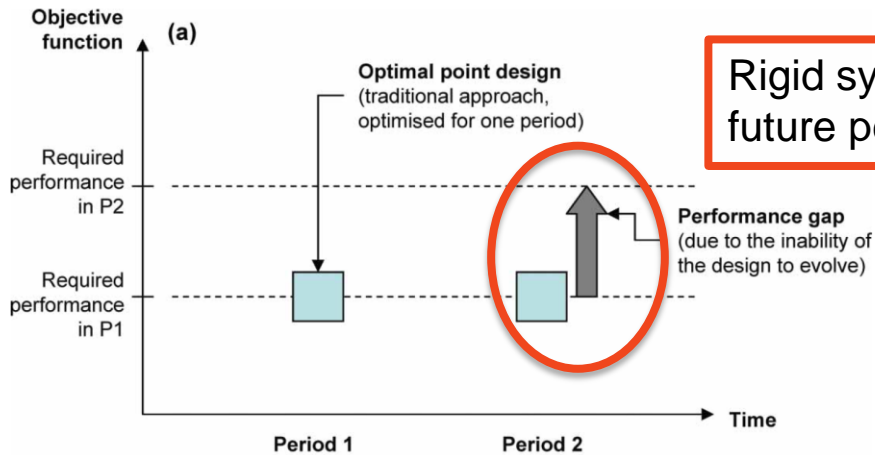 Objective
function
(a)
Rigid
future
Optimal point design
(traditional approach,
optimised for one period)
Required
performance
in P2
Performance gap
(due to the inability of
the design to evolve)
Required
performance
in P1
Time
Period 1
Period 2